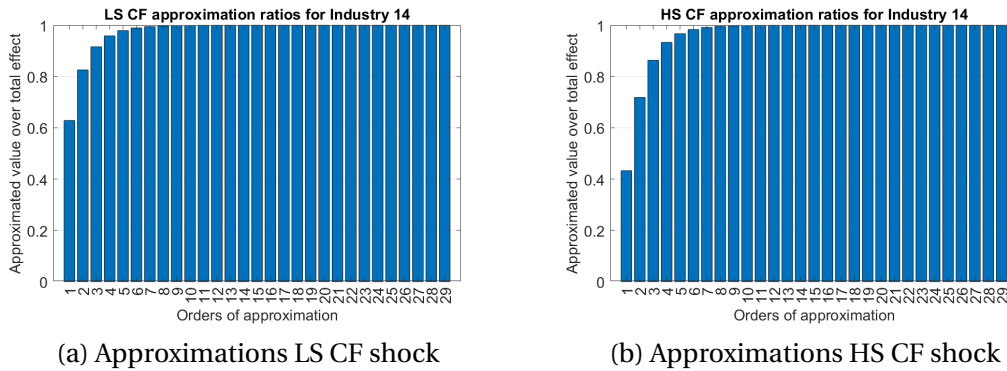 LS CF approximation ratios for Industry 14
Approximated value over total effect
1
0.8
0.6
0.4
0.2
0
1 2 3 4 5 6 7 8 9 10 11 12 13 14 15 16 17 18 19 20 21 22 23 24 25 26 27 28 29
Orders of approximation
(a) Approximations LS CF shock
HS CF approximation ratios for Industry 14
Approximated value over total effect
1
0.8
0.6
0.4
0.2
0
1 2 3 4 5 6 7 8 9 10 11 12 13 14 15 16 17 18 19 20 21 22 23 24 25 26 27 28 29
Orders of approximation
(b) Approximations HS CF shock